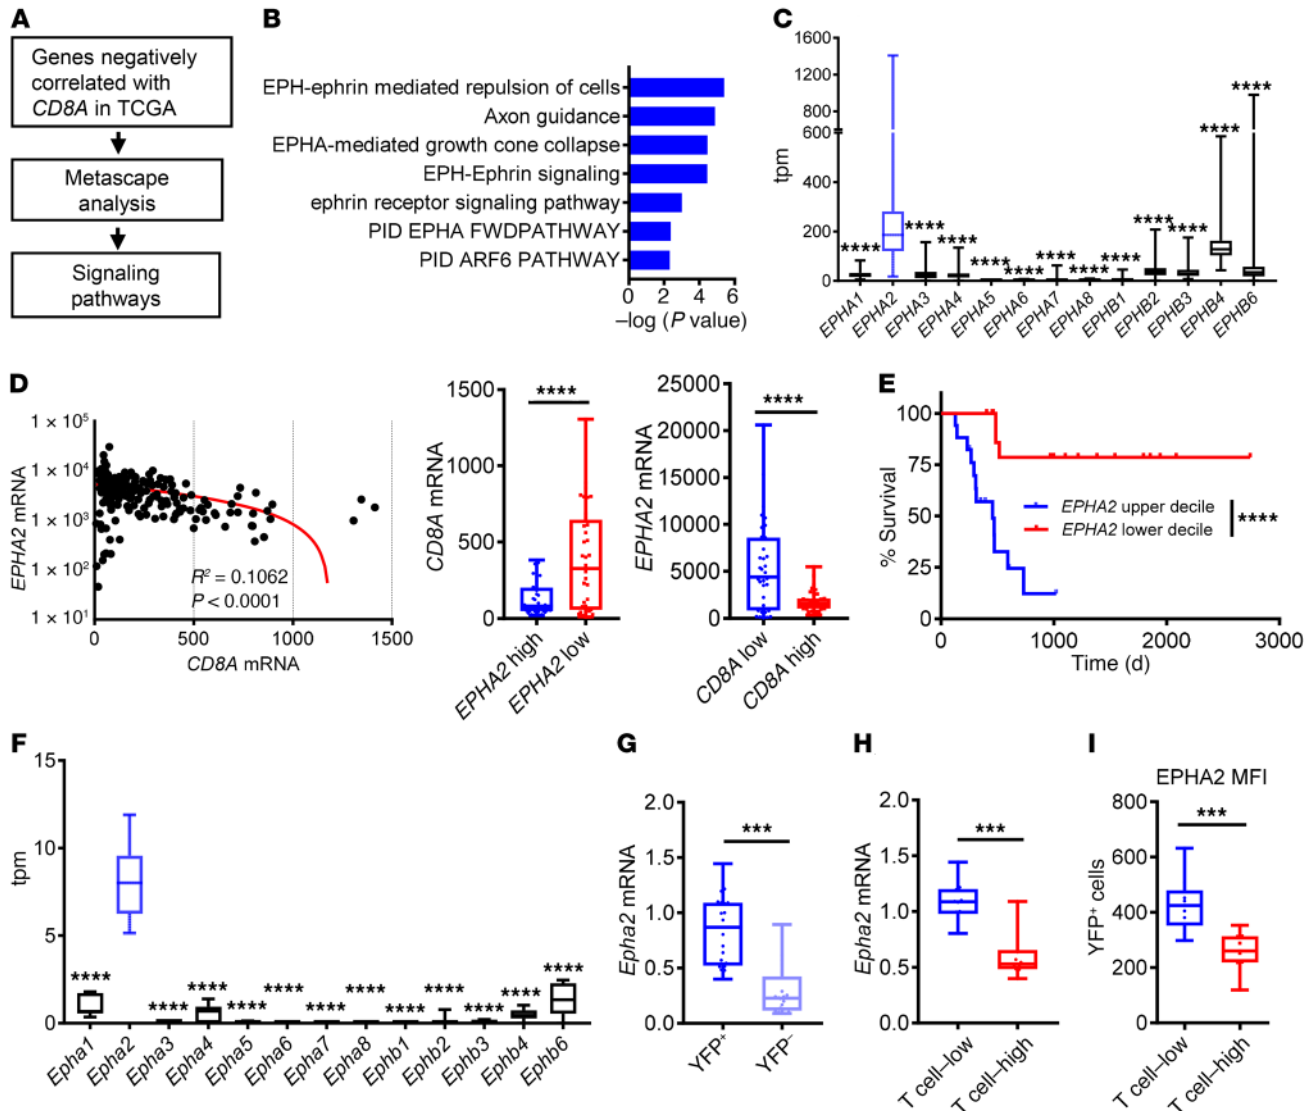 A
Genes negatively
correlated with
CD8A in TCGA
Metascape
analysis
Signaling
pathways
B
EPH-ephrin mediated repulsion of cells
Axon guidance
EPHA-mediated growth cone collapse
EPH-Ephrin signaling
ephrin receptor signaling pathway
PID EPHA FWDPATHWAY
PID ARF6 PATHWAY
0 2 4 6
–log (P value)
C
tpm
1600
1200
800
600
400
200
0
**** **** **** **** **** **** **** **** **** **** **** ****
EPHA1 EPHA2 EPHA3 EPHA4 EPHA5 EPHA6 EPHA7 EPHA8 EPHB1 EPHB2 EPHB3 EPHB4 EPHB6
D
EPHA2 mRNA
1 × 10⁵
1 × 10⁴
1 × 10³
1 × 10²
1 × 10¹
R² = 0.1062
P < 0.0001
0 500 1000 1500
CD8A mRNA
CD8A mRNA
1500
1000
500
0
****
EPHA2 high EPHA2 low
EPHA2 mRNA
25000
20000
15000
10000
5000
0
****
CD8A low CD8A high
E
% Survival
100
75
50
25
0
EPHA2 upper decile
EPHA2 lower decile
****
0 1000 2000 3000
Time (d)
F
tpm
15
10
5
0
**** **** **** **** **** **** **** **** **** **** **** ****
Epha1 Epha2 Epha3 Epha4 Epha5 Epha6 Epha7 Epha8 Ephb1 Ephb2 Ephb3 Ephb4 Ephb6
G
Epha2 mRNA
2.0
1.5
1.0
0.5
0.0
***
YFP⁺ YFP⁻
H
Epha2 mRNA
2.0
1.5
1.0
0.5
0.0
***
T cell–low T cell–high
I
EPHA2 MFI
YFP⁺ cells
800
600
400
200
0
***
T cell–low T cell–high